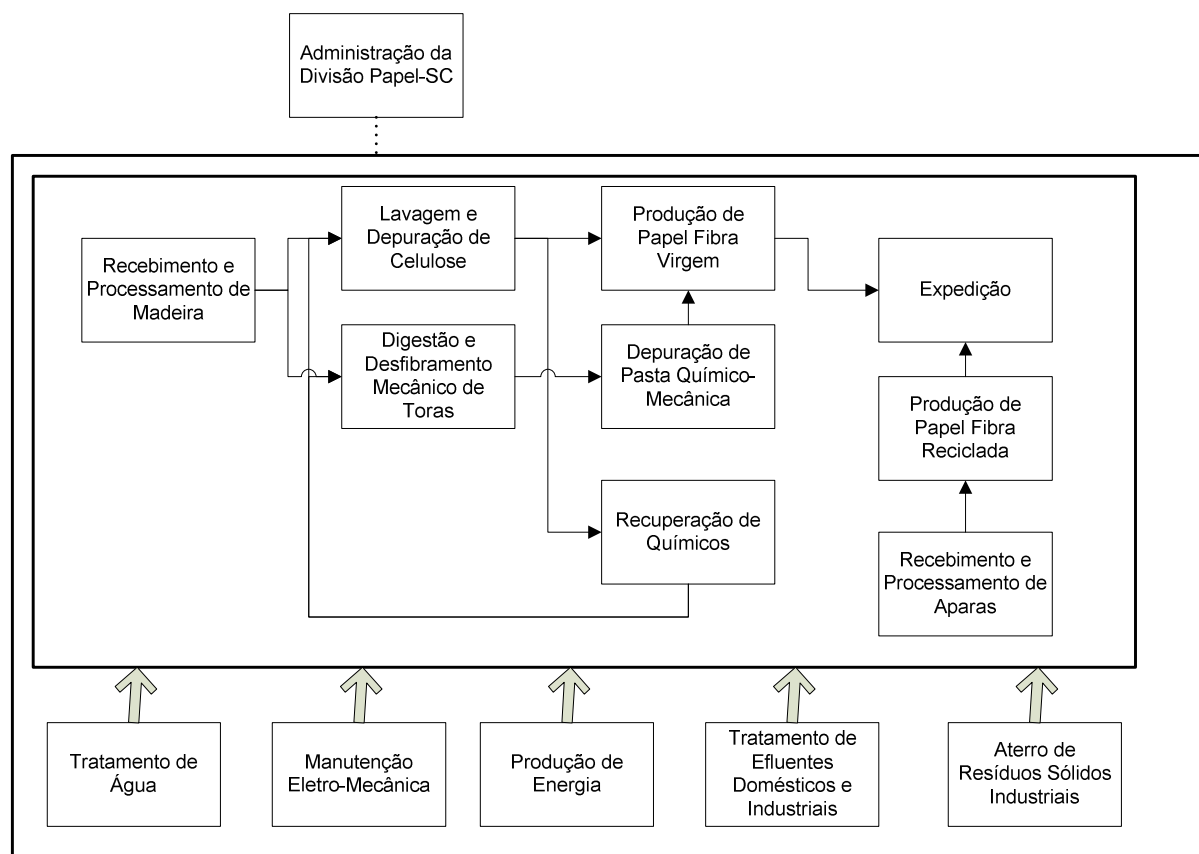 Administração da
Divisão Papel-SC
Recebimento e
Processamento de
Madeira
Lavagem e
Depuração de
Celulose
Produção de
Papel Fibra
Virgem
Expedição
Digestão e
Desfibramento
Mecânico de
Toras
Depuração de
Pasta Químico-
Mecânica
Produção de
Papel Fibra
Reciclada
Recuperação de
Químicos
Recebimento e
Processamento de
Aparas
Tratamento de
Água
Manutenção
Eletro-Mecânica
Produção de
Energia
Tratamento de
Efluentes
Domésticos e
Industriais
Aterro de
Resíduos Sólidos
Industriais